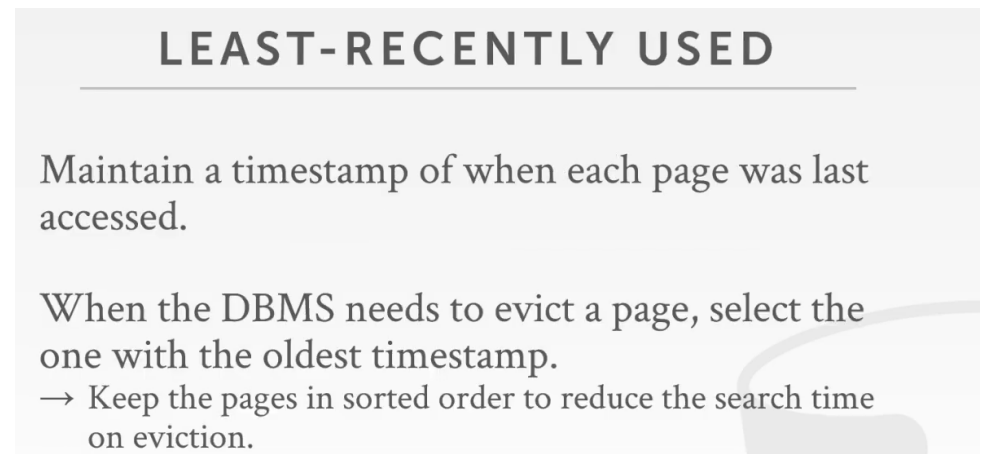 LEAST-RECENTLY USED
Maintain a timestamp of when each page was last
accessed.
When the DBMS needs to evict a page, select the
one with the oldest timestamp.
→ Keep the pages in sorted order to reduce the search time
on eviction.